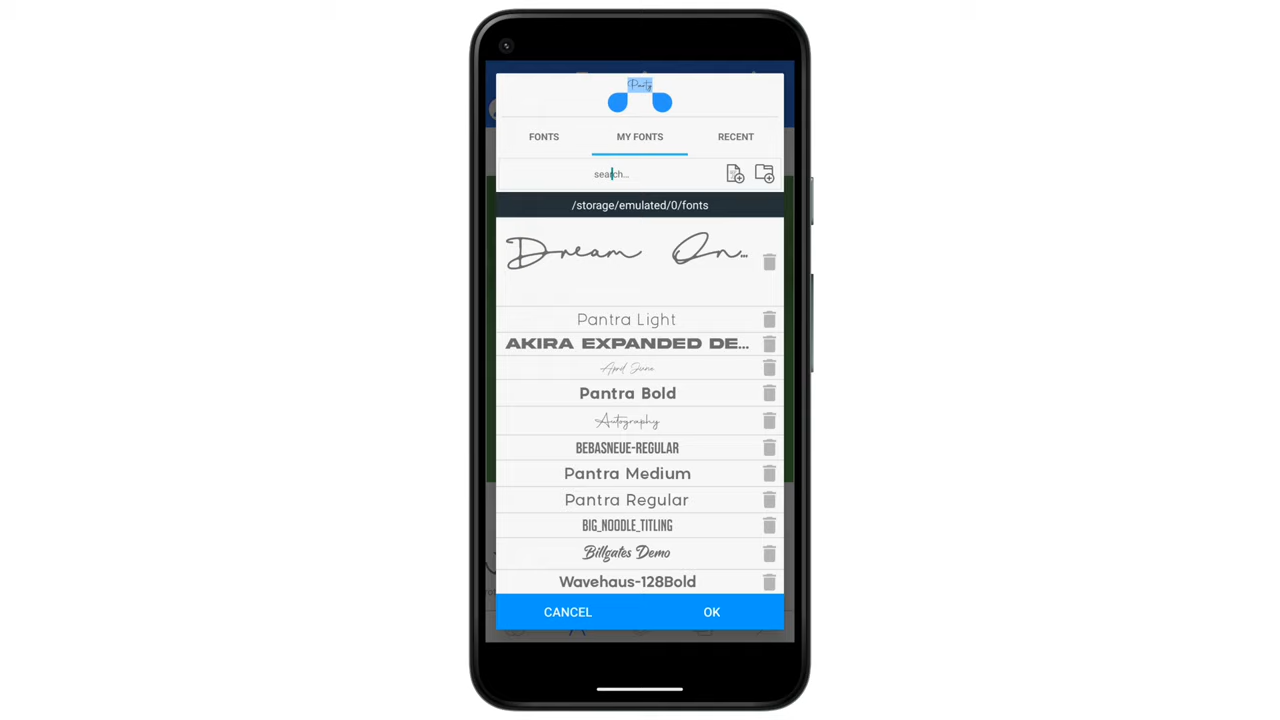 Party
FONTS
MY FONTS
RECENT
search...
/storage/emulated/0/fonts
Dream On...
Pantra Light
AKIRA EXPANDED DE...
April June
Pantra Bold
Autography
BEBASNEUE-REGULAR
Pantra Medium
Pantra Regular
BIG_NOODLE_TITLING
Billgates Demo
Wavehaus-128Bold
CANCEL
OK